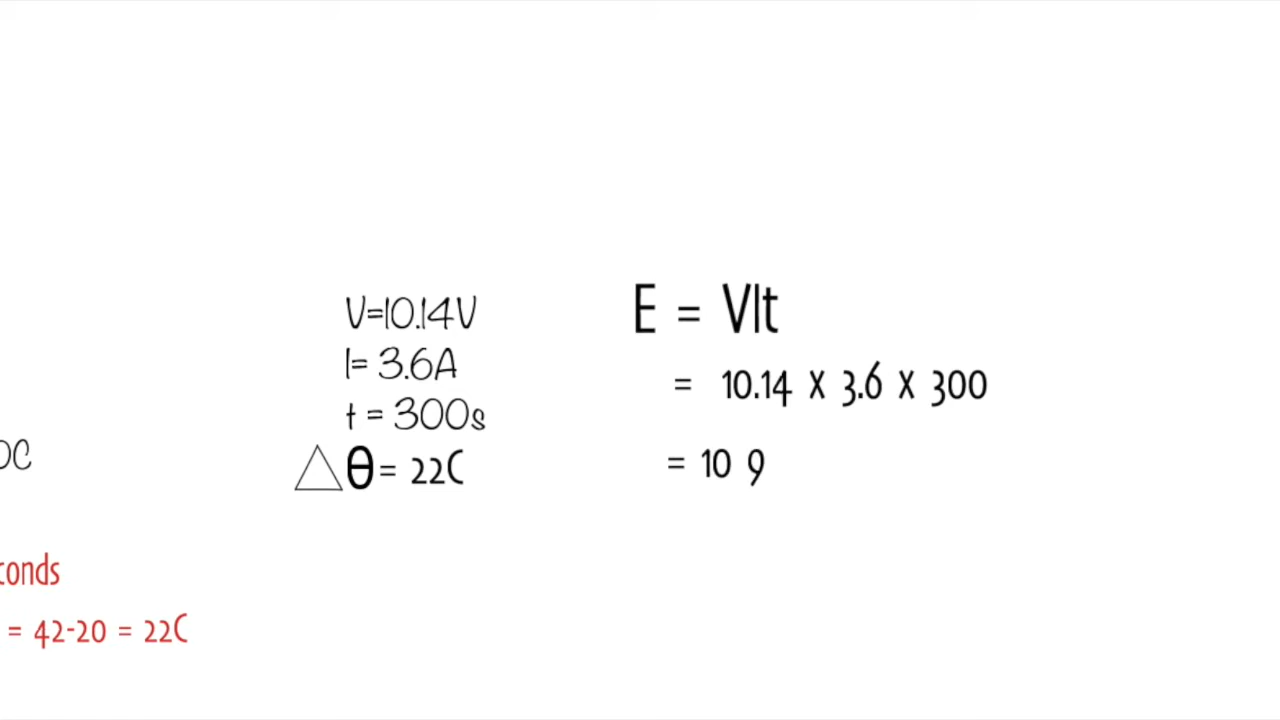 V=10.14V
I= 3.6A
t = 300s
△θ= 22C
E = VIt
= 10.14 x 3.6 x 300
= 10 9
0C
conds
= 42-20 = 22C